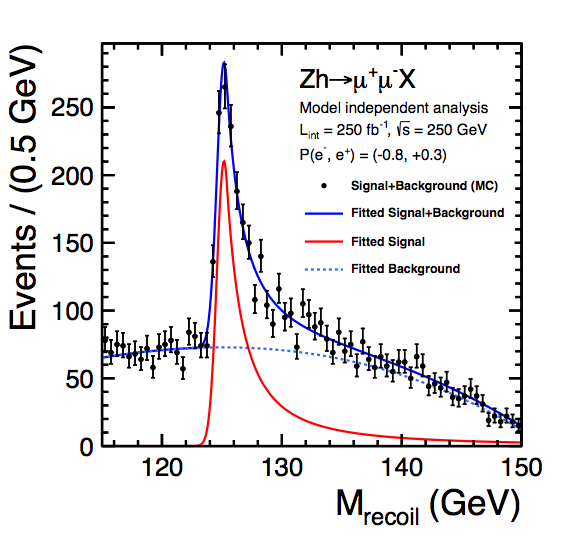 Zh→μ⁺μ⁻X
Model independent analysis
L_int = 250 fb⁻¹, √s = 250 GeV
P(e⁻, e⁺) = (-0.8, +0.3)
Signal+Background (MC)
Fitted Signal+Background
Fitted Signal
Fitted Background
Events / (0.5 GeV)
250
200
150
100
50
0
120 130 140 150
M_recoil (GeV)